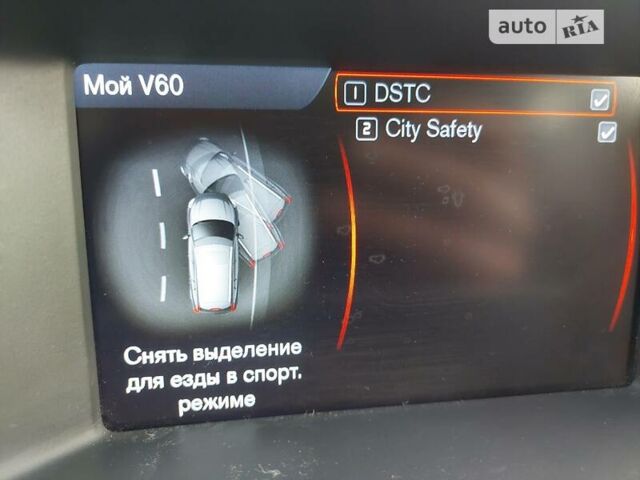 auto RIA
Мой V60
1 DSTC
2 City Safety
Снять выделение
для езды в спорт.
режиме